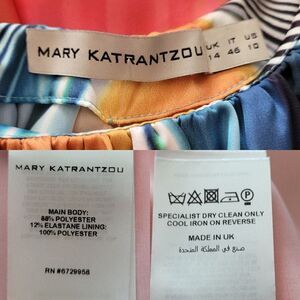 MARY KATRANTZOU
UK IT US
14 46 10
MARY KATRANTZOU
MAIN BODY:
88% POLYESTER
12% ELASTANE LINING:
100% POLYESTER
RN #6729958
SPECIALIST DRY CLEAN ONLY
COOL IRON ON REVERSE
MADE IN UK
صنع في المملكة المتحدة